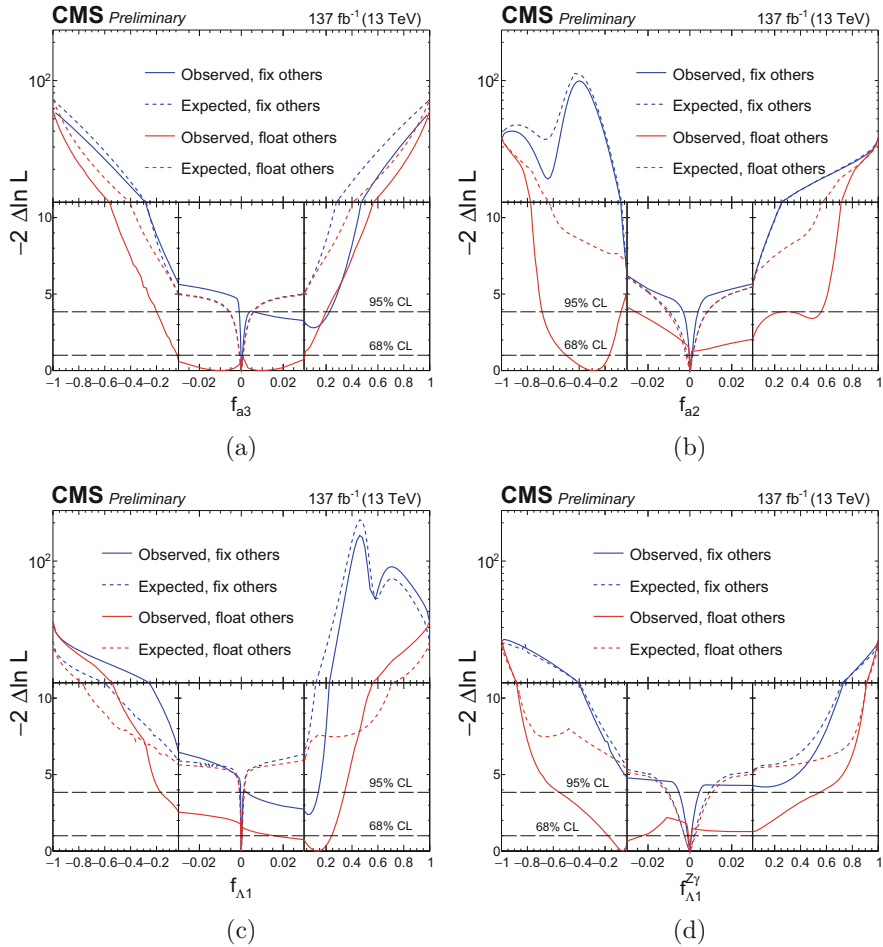 CMS Preliminary 137 fb⁻¹ (13 TeV)
10²
Observed, fix others
Expected, fix others
Observed, float others
Expected, float others
−2 Δln L
10
5
0
95% CL
68% CL
−1 −0.8 −0.6 −0.4 −0.2 −0.02 0 0.02 0.2 0.4 0.6 0.8 1
f_a3
(a)
CMS Preliminary 137 fb⁻¹ (13 TeV)
10²
Observed, fix others
Expected, fix others
Observed, float others
Expected, float others
−2 Δln L
10
5
0
95% CL
68% CL
−1 −0.8 −0.6 −0.4 −0.2 −0.02 0 0.02 0.2 0.4 0.6 0.8 1
f_a2
(b)
CMS Preliminary 137 fb⁻¹ (13 TeV)
10²
Observed, fix others
Expected, fix others
Observed, float others
Expected, float others
−2 Δln L
10
5
0
95% CL
68% CL
−1 −0.8 −0.6 −0.4 −0.2 −0.02 0 0.02 0.2 0.4 0.6 0.8 1
f_Λ1
(c)
CMS Preliminary 137 fb⁻¹ (13 TeV)
10²
Observed, fix others
Expected, fix others
Observed, float others
Expected, float others
−2 Δln L
10
5
0
95% CL
68% CL
−1 −0.8 −0.6 −0.4 −0.2 −0.02 0 0.02 0.2 0.4 0.6 0.8 1
f_Λ1^Zγ
(d)